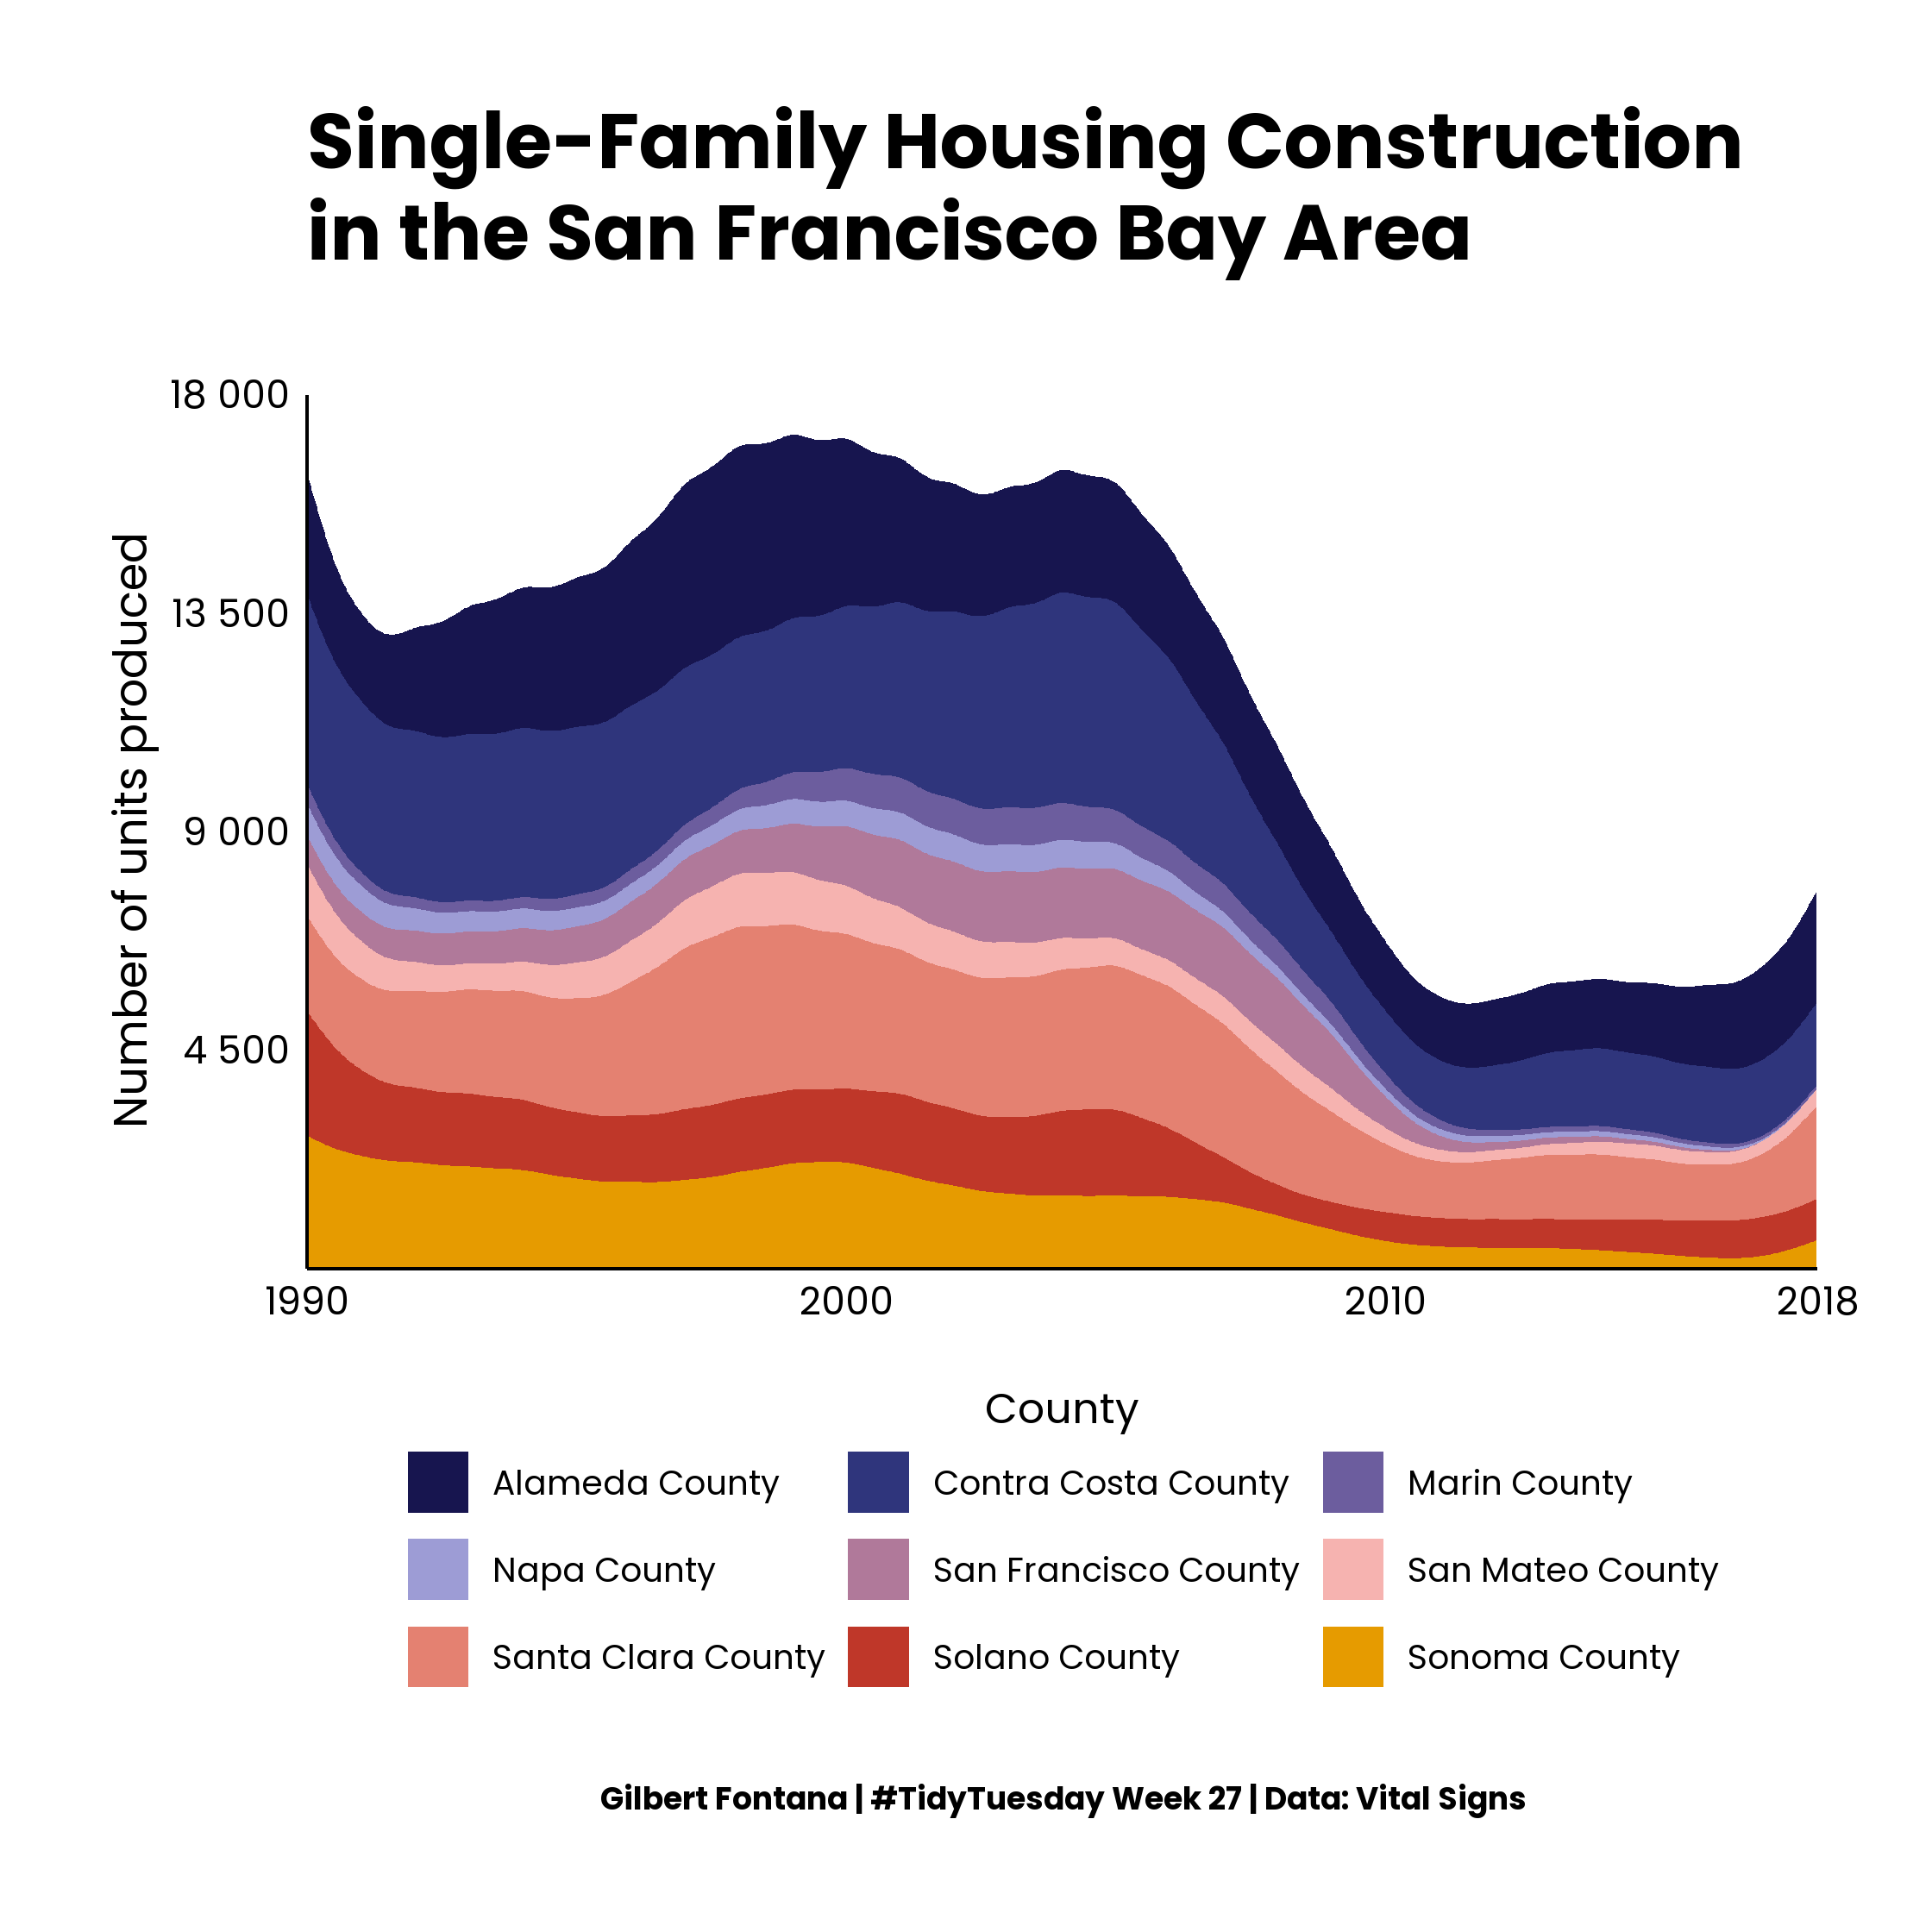 Single-Family Housing Construction
in the San Francisco Bay Area
Number of units produced
18 000
13 500
9 000
4 500
1990 2000 2010 2018
County
Alameda County Contra Costa County Marin County
Napa County San Francisco County San Mateo County
Santa Clara County Solano County Sonoma County
Gilbert Fontana | #TidyTuesday Week 27 | Data: Vital Signs